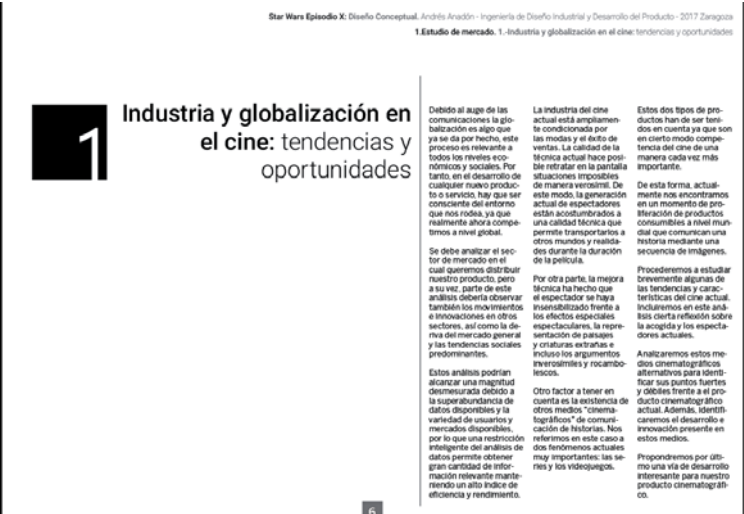 Star Wars Episodio X: Diseño Conceptual. Andrés Anadón - Ingeniería de Diseño Industrial y Desarrollo del Producto - 2017 Zaragoza
1.Estudio de mercado. 1.-Industria y globalización en el cine: tendencias y oportunidades
1
Industria y globalización en
el cine: tendencias y
oportunidades
Debido al auge de las
comunicaciones la glo-
balización es algo que
ya se da por hecho, este
proceso es relevante a
todos los niveles eco-
nómicos y sociales. Por
tanto, en el desarrollo de
cualquier nuevo produc-
to o servicio, hay que ser
consciente del entorno
que nos rodea, ya que
realmente ahora compe-
timos a nivel global.
Se debe analizar el sec-
tor de mercado en el
cual queremos distribuir
nuestro producto, pero
a su vez, parte de este
análisis debería observar
también los movimientos
e innovaciones en otros
sectores, así como la de-
riva del mercado general
y las tendencias sociales
predominantes.
Estos análisis podrían
alcanzar una magnitud
desmesurada debido a
la superabundancia de
datos disponibles y la
variedad de usuarios y
mercados disponibles,
por lo que una restricción
inteligente del análisis de
datos permite obtener
gran cantidad de infor-
mación relevante mante-
niendo un alto índice de
eficiencia y rendimiento.
La industria del cine
actual está ampliamen-
te condicionada por
las modas y el éxito de
ventas. La calidad de la
técnica actual hace posi-
ble retratar en la pantalla
situaciones imposibles
de manera verosímil. De
este modo, la generación
actual de espectadores
están acostumbrados a
una calidad técnica que
permite transportarlos a
otros mundos y realida-
des durante la duración
de la película.
Por otra parte, la mejora
técnica ha hecho que
el espectador se haya
insensibilizado frente a
los efectos especiales
espectaculares, la repre-
sentación de paisajes
y criaturas extrañas e
incluso los argumentos
inverosímiles y rocambo-
lescos.
Otro factor a tener en
cuenta es la existencia de
otros medios "cinema-
tográficos" de comuni-
cación de historias. Nos
referimos en este caso a
dos fenómenos actuales
muy importantes: las se-
ries y los videojuegos.
Estos dos tipos de pro-
ductos han de ser teni-
dos en cuenta ya que son
en cierto modo compe-
tencia del cine de una
manera cada vez más
importante.
De esta forma, actual-
mente nos encontramos
en un momento de pro-
liferación de productos
consumibles a nivel mun-
dial que comunican una
historia mediante una
secuencia de imágenes.
Procederemos a estudiar
brevemente algunas de
las tendencias y carac-
terísticas del cine actual.
Incluiremos en este aná-
lisis cierta reflexión sobre
la acogida y los especta-
dores actuales.
Analizaremos estos me-
dios cinematográficos
alternativos para identi-
ficar sus puntos fuertes
y débiles frente a el pro-
ducto cinematográfico
actual. Además, identifi-
caremos el desarrollo e
innovación presente en
estos medios.
Propondremos por últi-
mo una vía de desarrollo
interesante para nuestro
producto cinematográfi-
co.
6